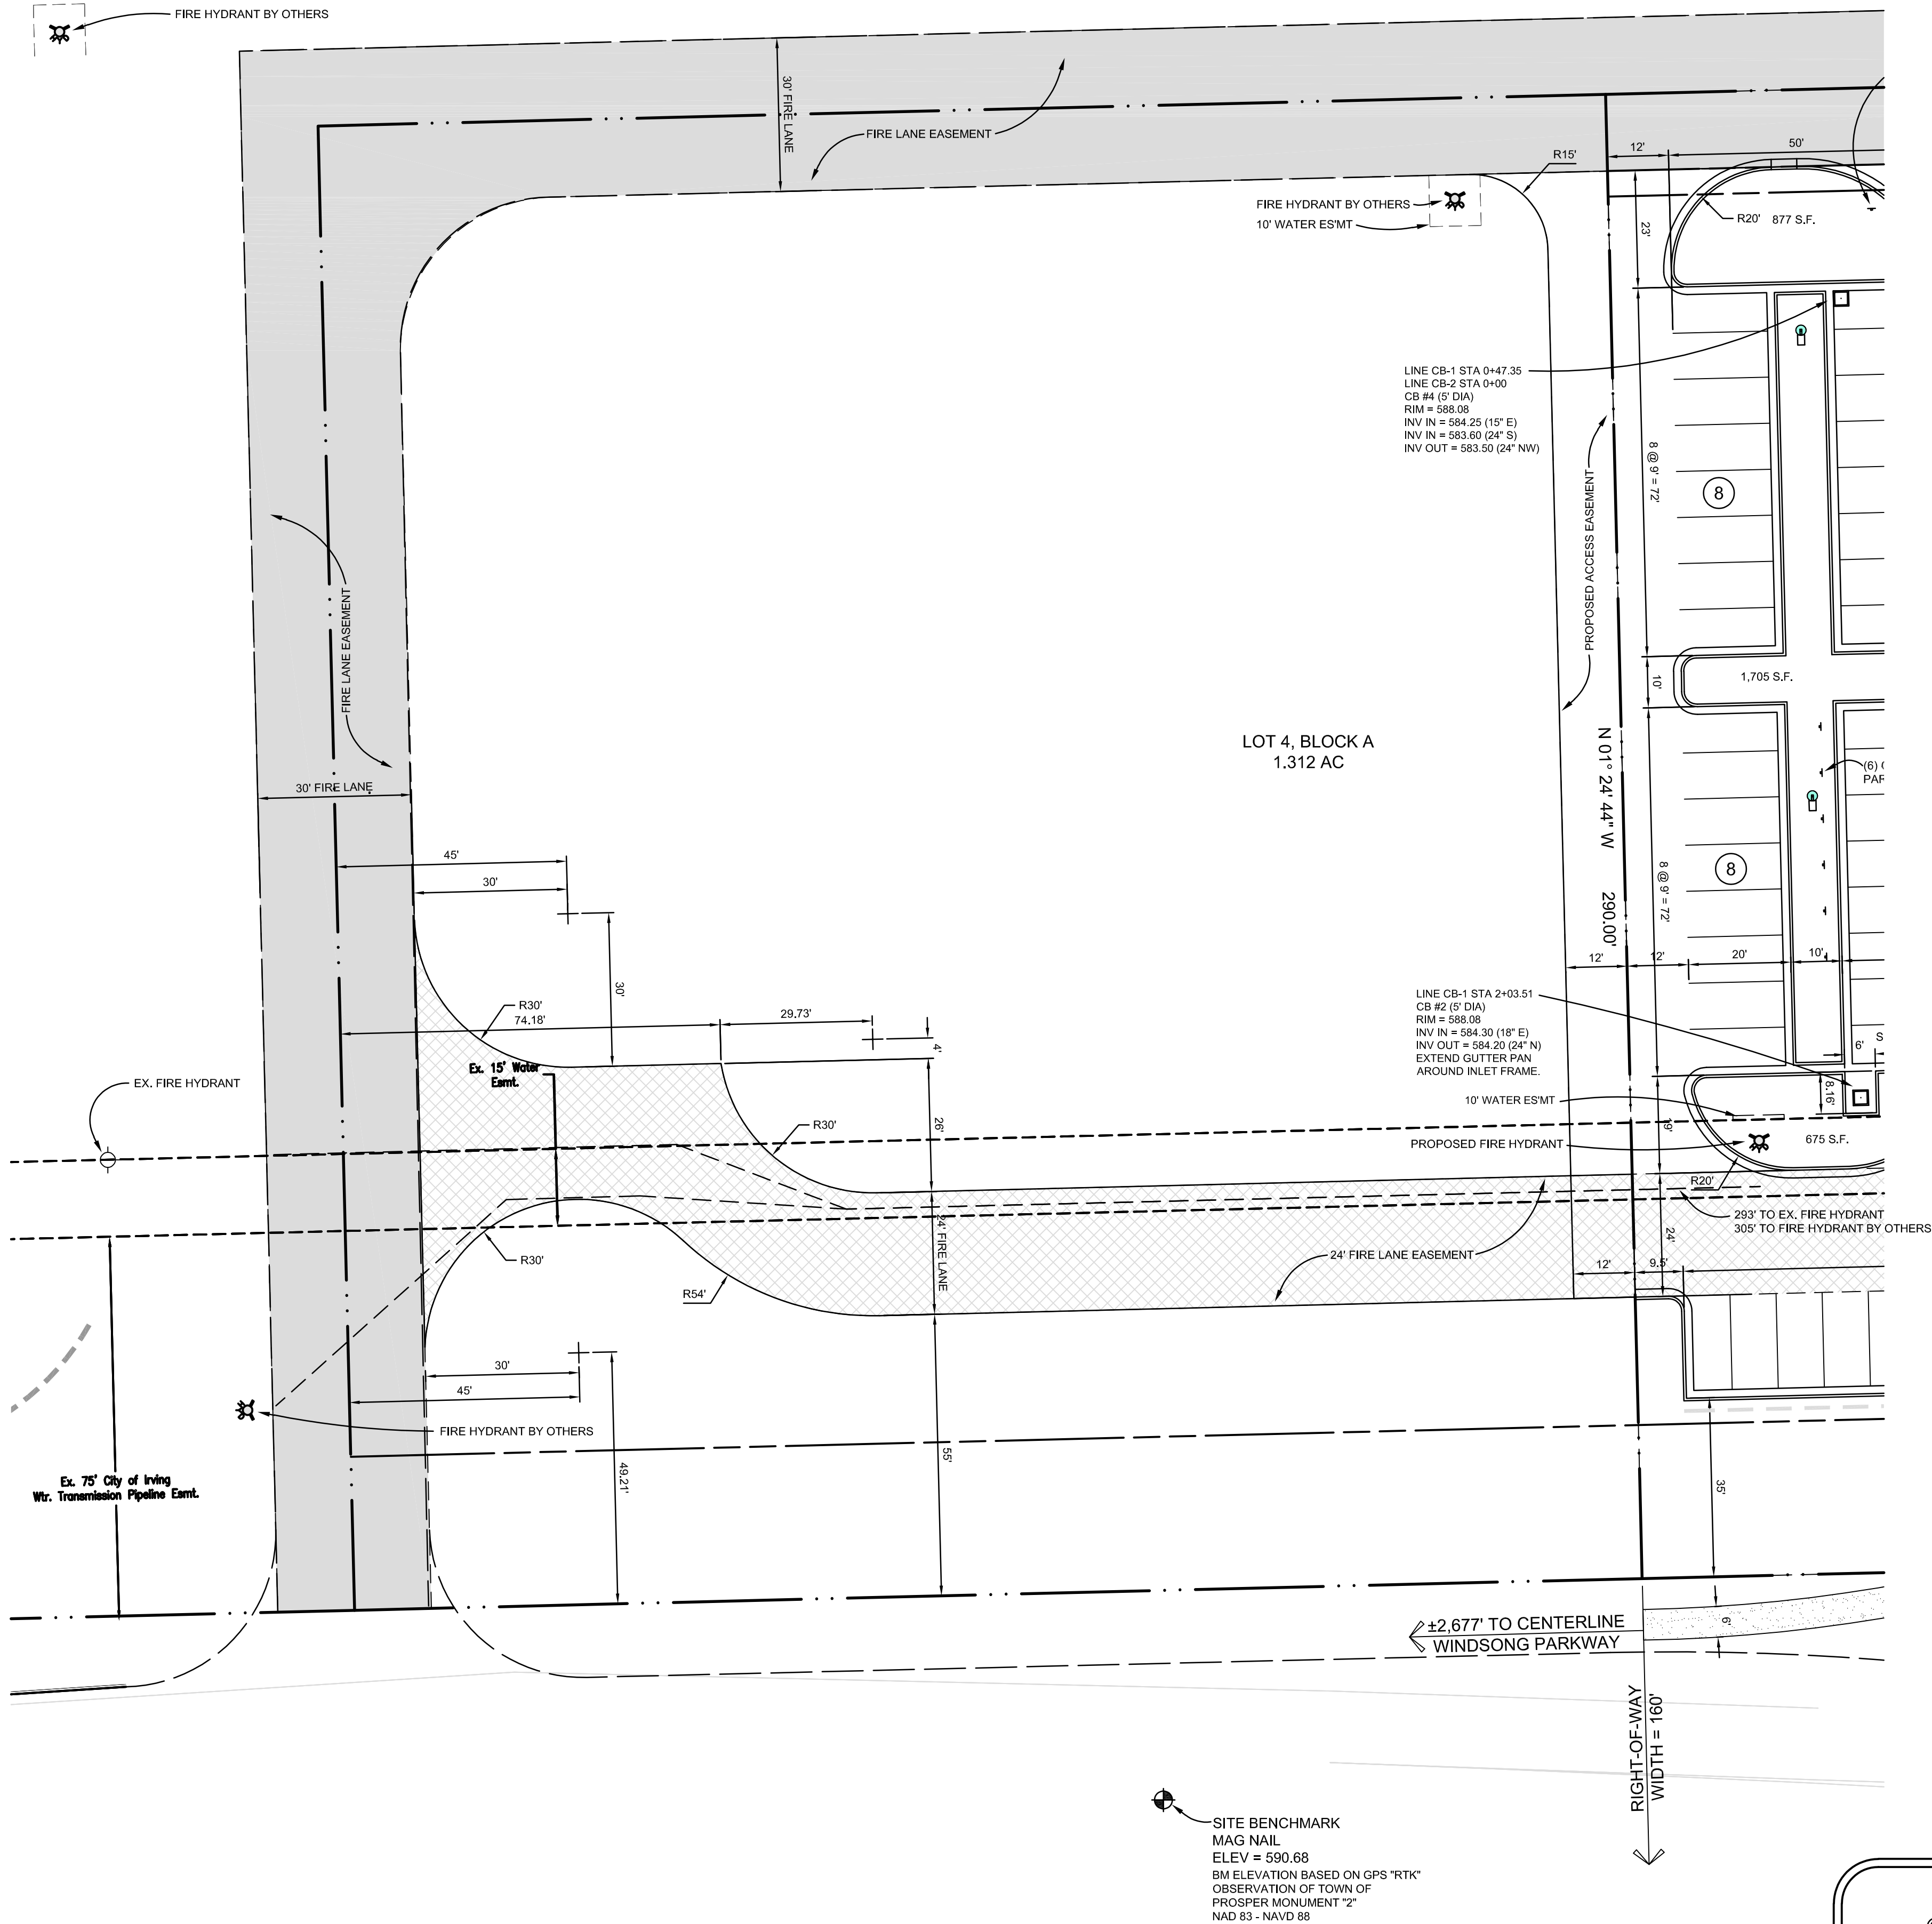 FIRE HYDRANT BY OTHERS
30' FIRE LANE
FIRE LANE EASEMENT
R15'
12'
50'
FIRE HYDRANT BY OTHERS
10' WATER ES'MT
R20'
877 S.F.
23'
LINE CB-1 STA 0+47.35
LINE CB-2 STA 0+00
CB #4 (5' DIA)
RIM = 588.08
INV IN = 584.25 (15" E)
INV IN = 583.60 (24" S)
INV OUT = 583.50 (24" NW)
8 @ 9' = 72'
8
PROPOSED ACCESS EASEMENT
FIRE LANE EASEMENT
10'
1,705 S.F.
LOT 4, BLOCK A
1.312 AC
N 01° 24' 44" W 290.00'
(6)
30' FIRE LANE
45'
30'
8
8 @ 9' = 72'
30'
12'
12'
20'
10'
R30'
74.18'
29.73'
4'
LINE CB-1 STA 2+03.51
CB #2 (5' DIA)
RIM = 588.08
INV IN = 584.30 (18" E)
INV OUT = 584.20 (24" N)
EXTEND GUTTER PAN
AROUND INLET FRAME.
6'
S
8.16'
Ex. 15' Water
Esmt.
EX. FIRE HYDRANT
10' WATER ES'MT
R30'
26'
19'
PROPOSED FIRE HYDRANT
675 S.F.
R20'
293' TO EX. FIRE HYDRANT
305' TO FIRE HYDRANT BY OTHERS
24' FIRE LANE
24'
R30'
24' FIRE LANE EASEMENT
12'
9.5'
R54'
30'
45'
FIRE HYDRANT BY OTHERS
49.21'
55'
35'
Ex. 75' City of Irving
Wtr. Transmission Pipeline Esmt.
±2,677' TO CENTERLINE
WINDSONG PARKWAY
6'
RIGHT-OF-WAY
WIDTH = 160'
SITE BENCHMARK
MAG NAIL
ELEV = 590.68
BM ELEVATION BASED ON GPS "RTK"
OBSERVATION OF TOWN OF
PROSPER MONUMENT "2"
NAD 83 - NAVD 88